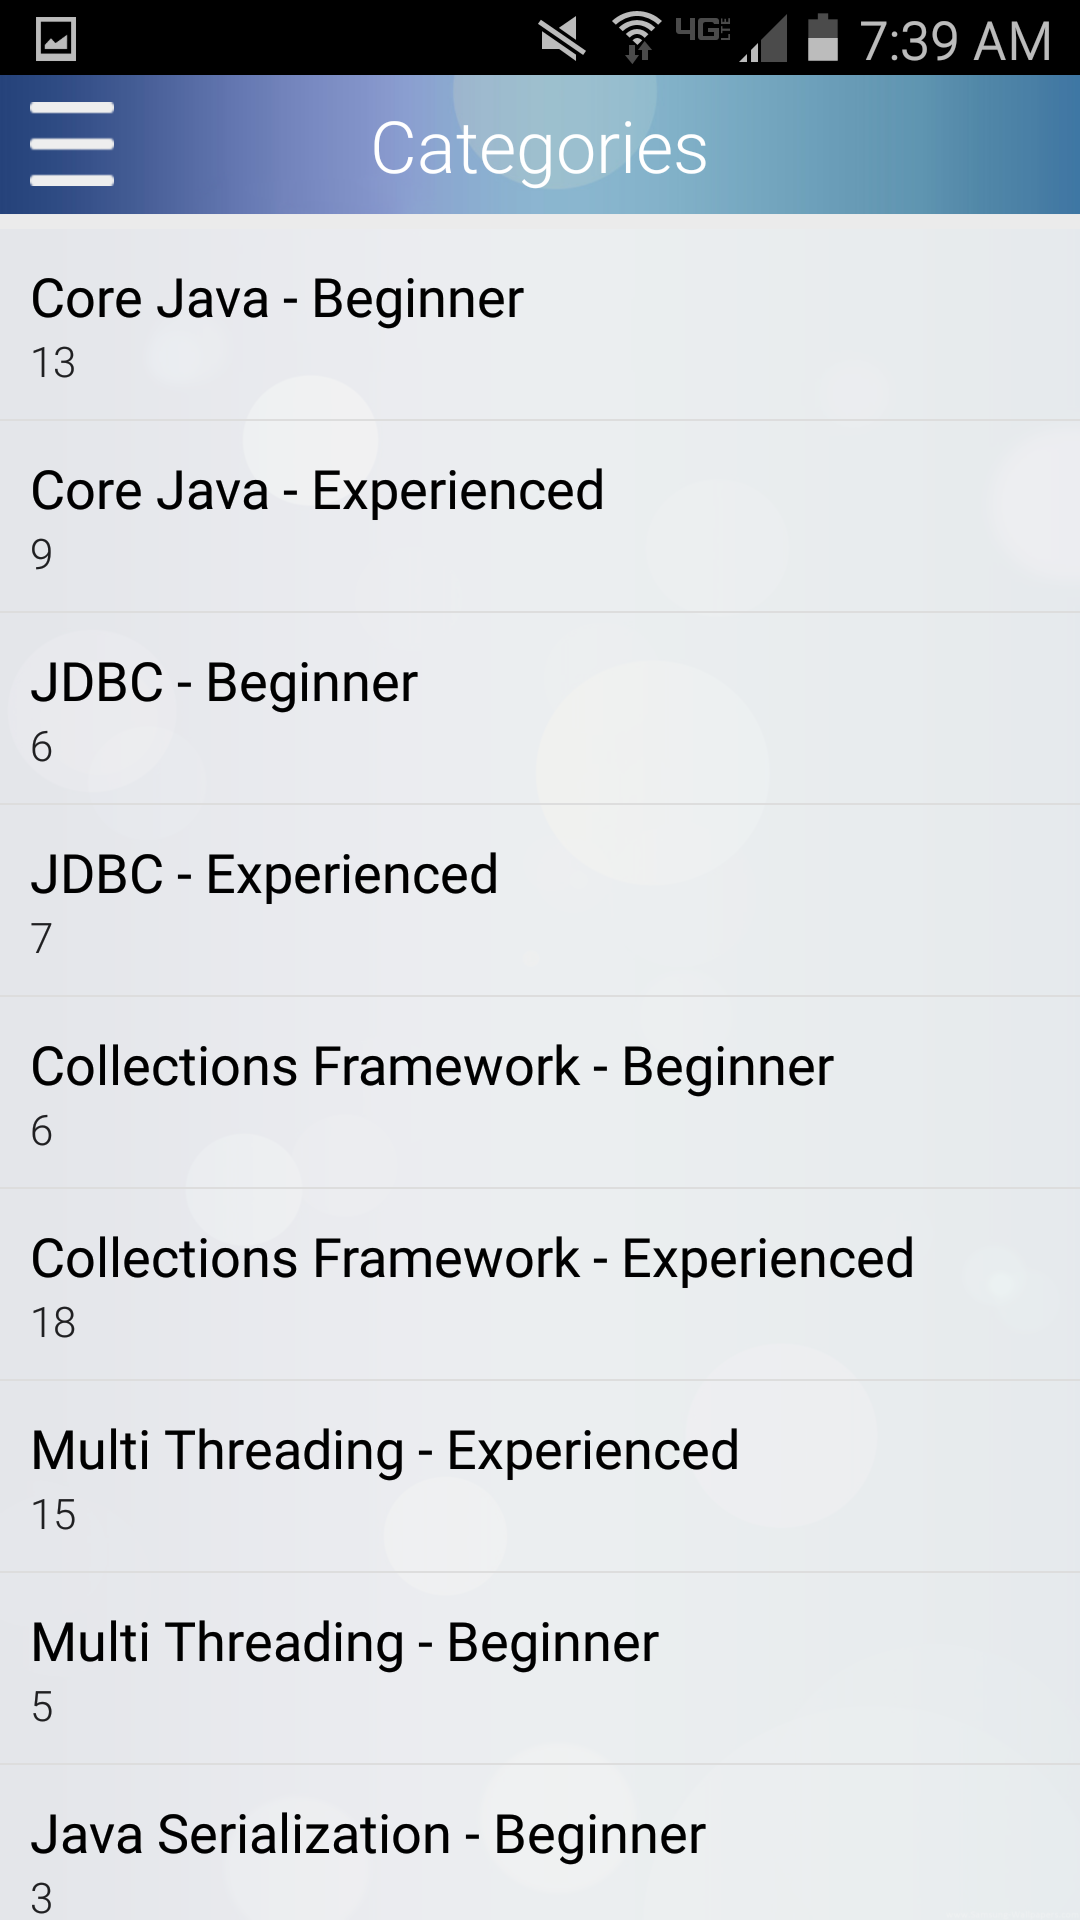 4G LTE 7:39 AM
Categories
Core Java - Beginner
13
Core Java - Experienced
9
JDBC - Beginner
6
JDBC - Experienced
7
Collections Framework - Beginner
6
Collections Framework - Experienced
18
Multi Threading - Experienced
15
Multi Threading - Beginner
5
Java Serialization - Beginner
3